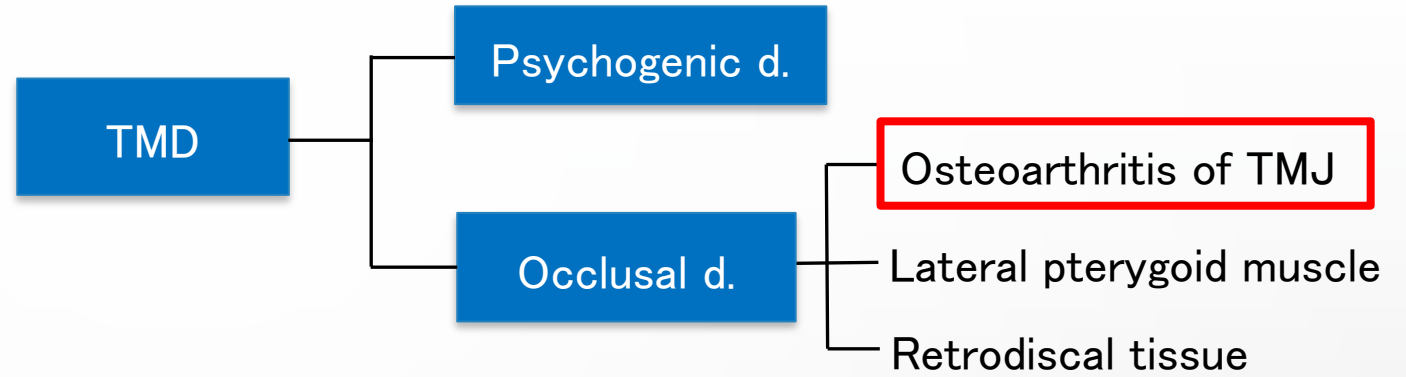 TMD
Psychogenic d.
Occlusal d.
Osteoarthritis of TMJ
Lateral pterygoid muscle
Retrodiscal tissue